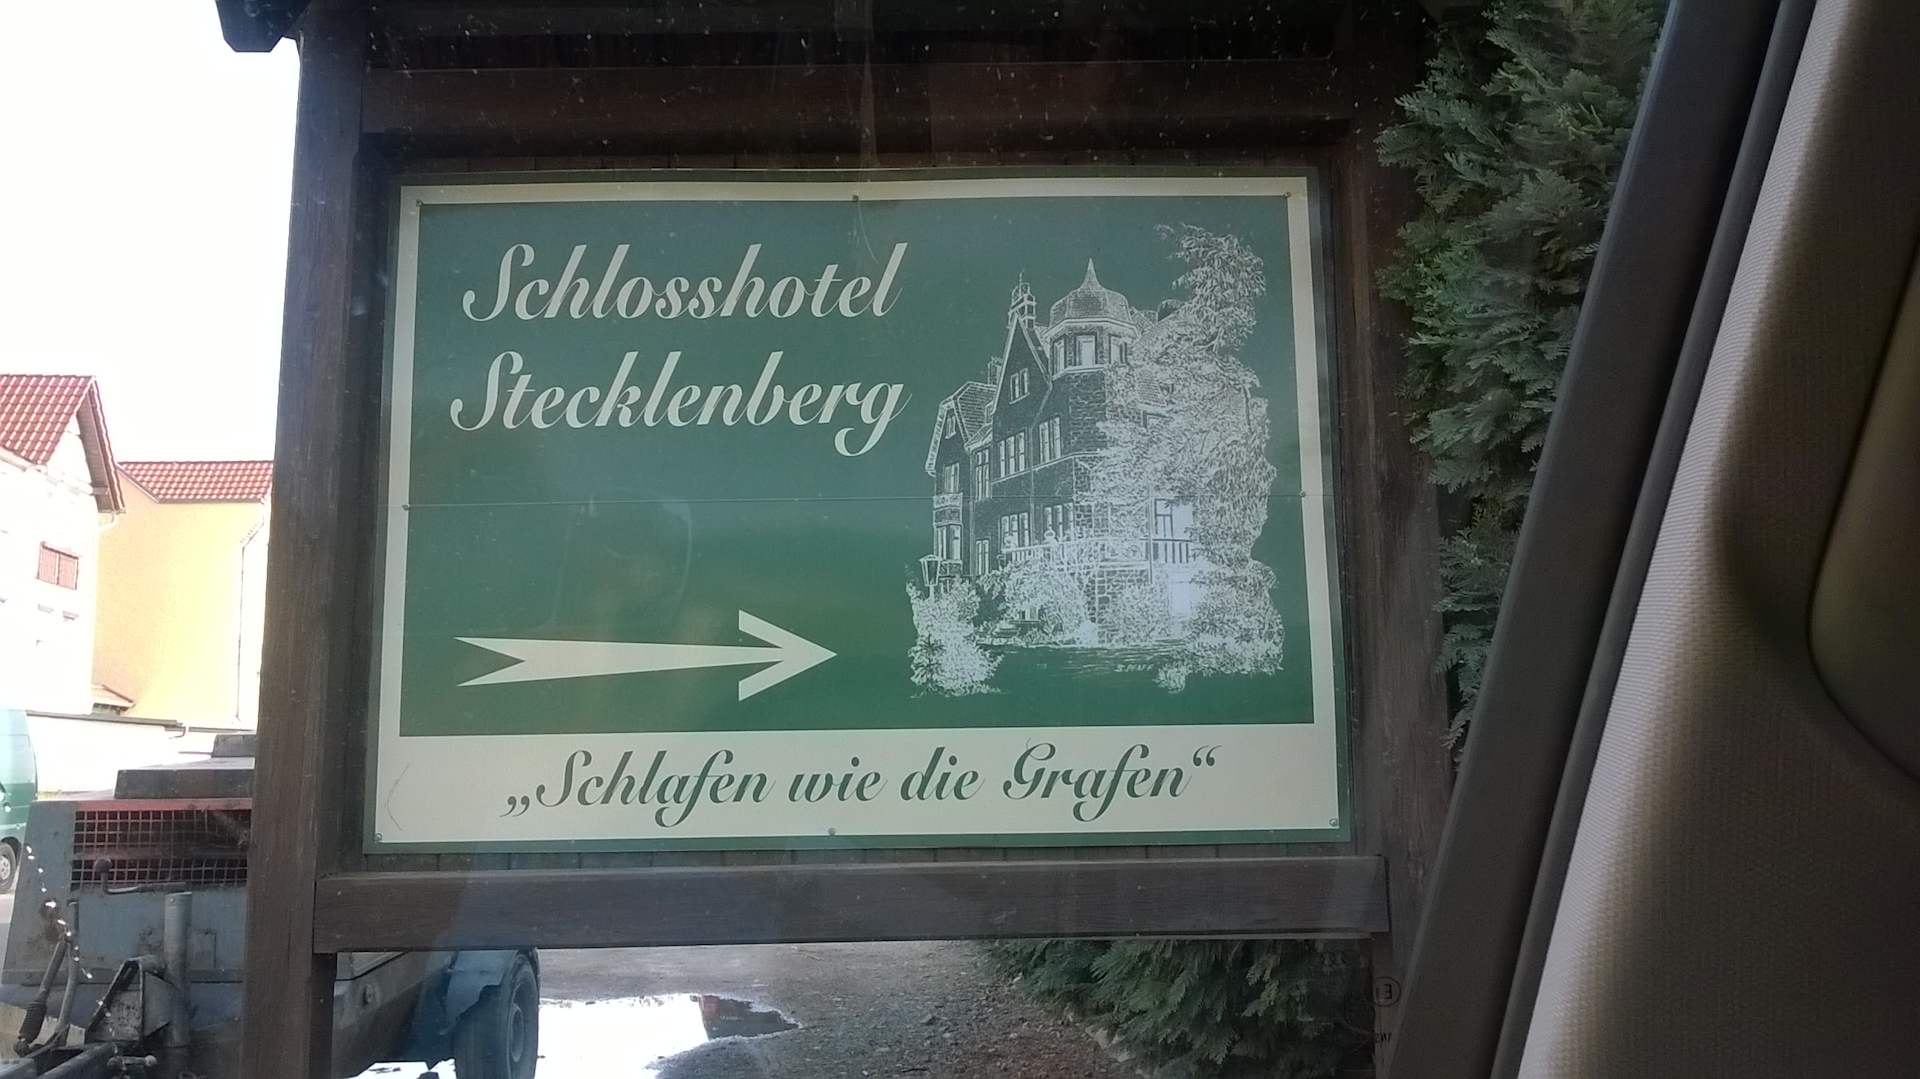 Schlosshotel
Stecklenberg
„Schlafen wie die Grafen“